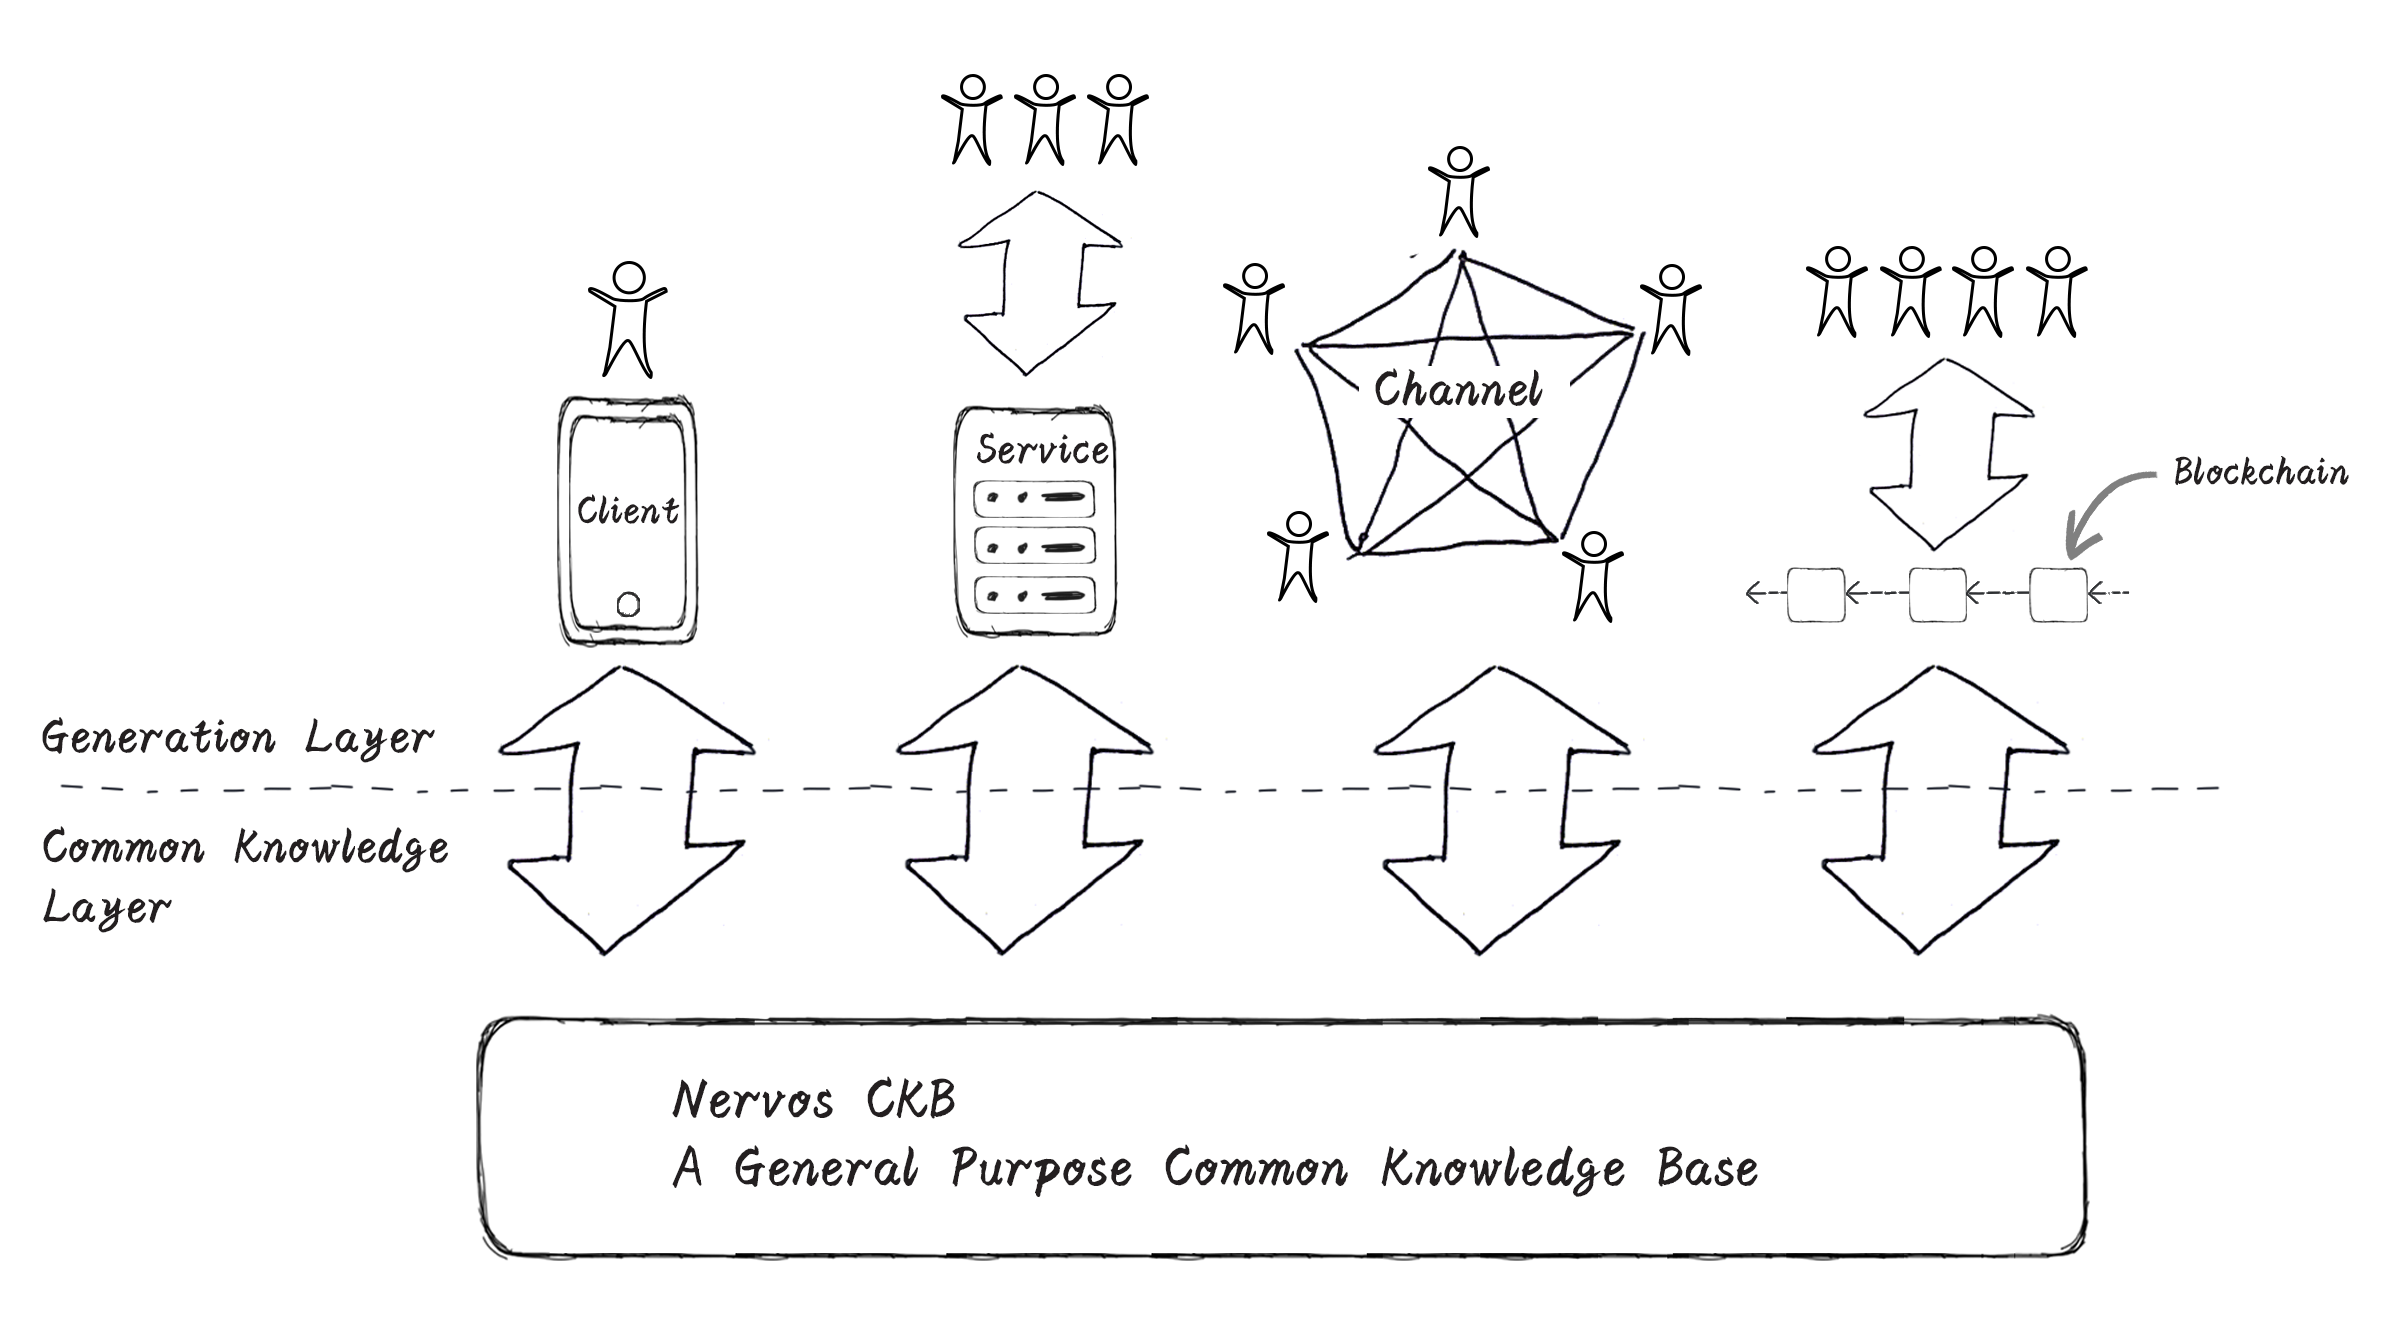 Channel
Service
Blockchain
Client
Generation Layer
Common Knowledge
Layer
Nervos CKB
A General Purpose Common Knowledge Base